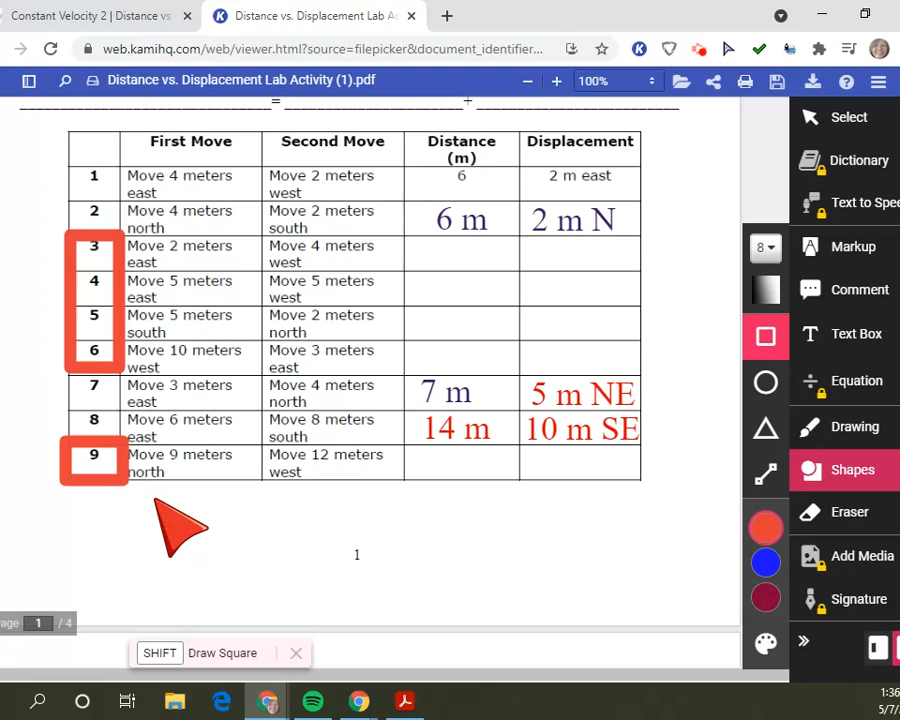 Constant Velocity 2 | Distance vs
Distance vs. Displacement Lab Ac
web.kamihq.com/web/viewer.html?source=filepicker&document_identifier...
Distance vs. Displacement Lab Activity (1).pdf
100%
= +
First Move Second Move Distance (m) Displacement
1 Move 4 meters east Move 2 meters west 6 2 m east
2 Move 4 meters north Move 2 meters south 6 m 2 m N
3 Move 2 meters east Move 4 meters west
4 Move 5 meters east Move 5 meters west
5 Move 5 meters south Move 2 meters north
6 Move 10 meters west Move 3 meters east
7 Move 3 meters east Move 4 meters north 7 m 5 m NE
8 Move 6 meters east Move 8 meters south 14 m 10 m SE
9 Move 9 meters north Move 12 meters west
1
Page 1 / 4
SHIFT Draw Square
8
Select
Dictionary
Text to Spe
Markup
Comment
T Text Box
Equation
Drawing
Shapes
Eraser
Add Media
Signature
1:36
5/7/